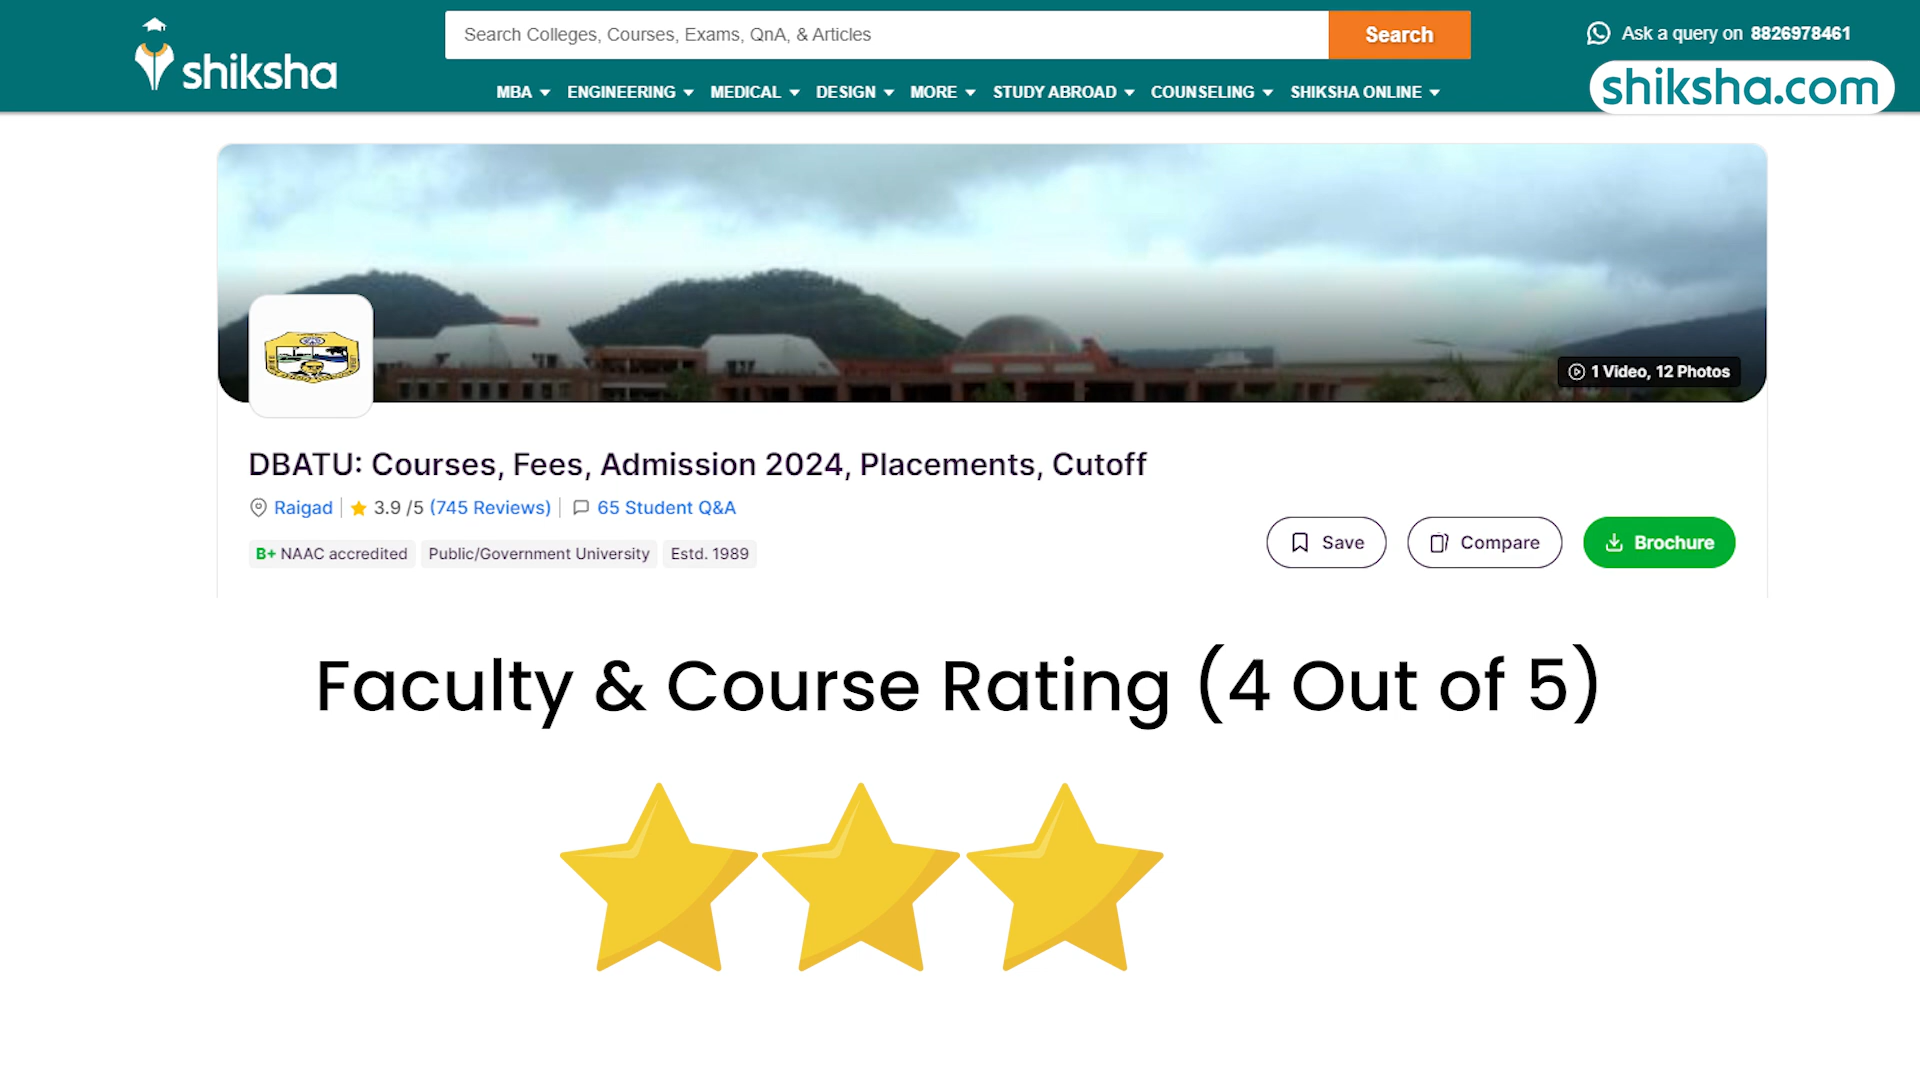 shiksha
Search Colleges, Courses, Exams, QnA, & Articles
Search
Ask a query on 8826978461
shiksha.com
MBA ENGINEERING MEDICAL DESIGN MORE STUDY ABROAD COUNSELING SHIKSHA ONLINE
1 Video, 12 Photos
DBATU: Courses, Fees, Admission 2024, Placements, Cutoff
Raigad 3.9 /5 (745 Reviews) 65 Student Q&A
B+ NAAC accredited Public/Government University Estd. 1989
Save Compare Brochure
Faculty & Course Rating (4 Out of 5)